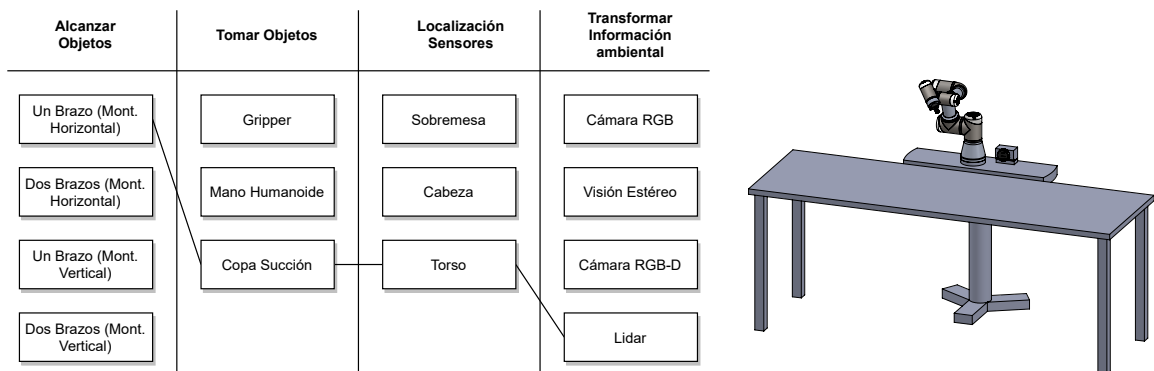 Alcanzar
Objetos
Tomar Objetos
Localización
Sensores
Transformar
Información
ambiental
Un Brazo (Mont.
Horizontal)
Gripper
Sobremesa
Cámara RGB
Dos Brazos (Mont.
Horizontal)
Mano Humanoide
Cabeza
Visión Estéreo
Un Brazo (Mont.
Vertical)
Copa Succión
Torso
Cámara RGB-D
Dos Brazos (Mont.
Vertical)
Lidar